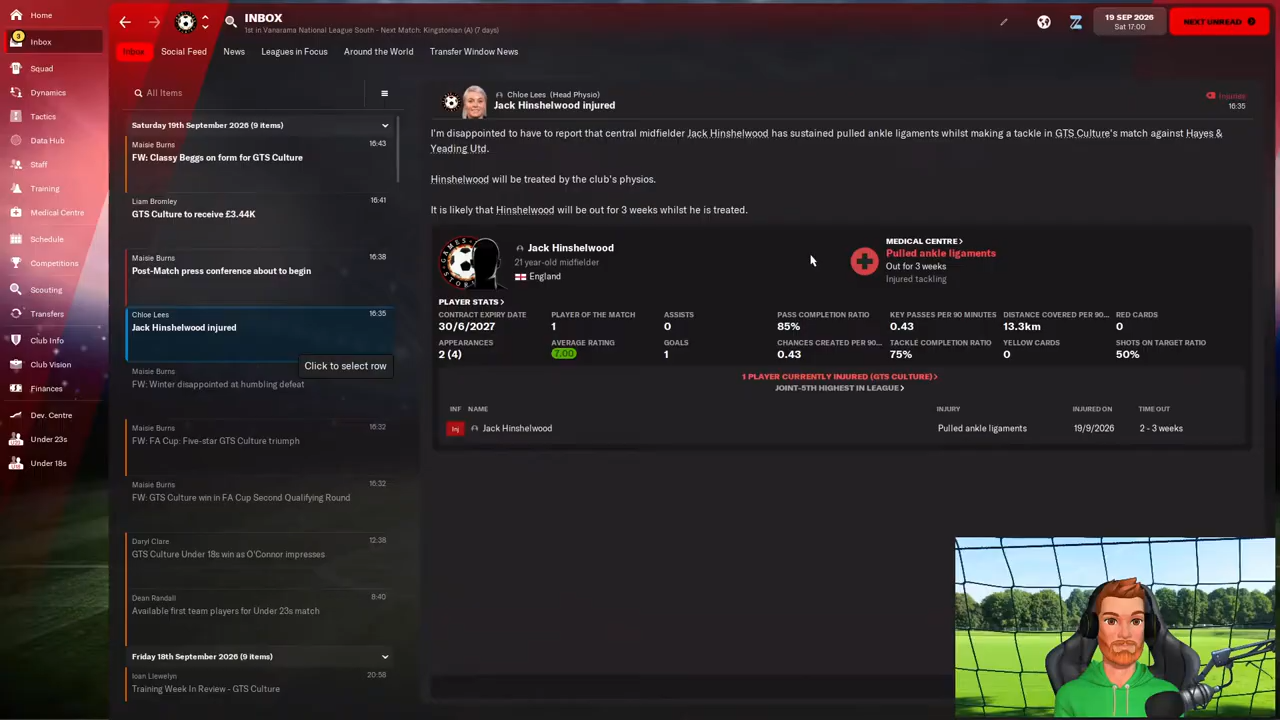 Home
3
Inbox
Squad
Dynamics
Tactics
Data Hub
Staff
Training
Medical Centre
Schedule
Competitions
Scouting
Transfers
Club Info
Club Vision
Finances
Dev. Centre
Under 23s
Under 18s
INBOX
1st in Vanarama National League South - Next Match: Kingstonian (A) (7 days)
19 SEP 2026
Sat 17:00
NEXT UNREAD
Inbox
Social Feed
News
Leagues in Focus
Around the World
Transfer Window News
All Items
Saturday 19th September 2026 (9 items)
Maisie Burns
16:43
FW: Classy Beggs on form for GTS Culture
Liam Bromley
16:41
GTS Culture to receive £3.44K
Maisie Burns
16:38
Post-Match press conference about to begin
Chloe Lees
16:35
Jack Hinshelwood injured
Click to select row
Maisie Burns
FW: Winter disappointed at humbling defeat
Maisie Burns
16:32
FW: FA Cup: Five-star GTS Culture triumph
Maisie Burns
16:32
FW: GTS Culture win in FA Cup Second Qualifying Round
Daryl Clare
12:38
GTS Culture Under 18s win as O'Connor impresses
Dean Randall
8:40
Available first team players for Under 23s match
Friday 18th September 2026 (9 items)
Ioan Llewelyn
20:58
Training Week In Review - GTS Culture
Chloe Lees (Head Physio)
Jack Hinshelwood injured
Injuries
16:35
I'm disappointed to have to report that central midfielder Jack Hinshelwood has sustained pulled ankle ligaments whilst making a tackle in GTS Culture's match against Hayes &
Yeading Utd.
Hinshelwood will be treated by the club's physios.
It is likely that Hinshelwood will be out for 3 weeks whilst he is treated.
Jack Hinshelwood
21 year-old midfielder
England
MEDICAL CENTRE >
Pulled ankle ligaments
Out for 3 weeks
Injured tackling
PLAYER STATS >
CONTRACT EXPIRY DATE
PLAYER OF THE MATCH
ASSISTS
PASS COMPLETION RATIO
KEY PASSES PER 90 MINUTES
DISTANCE COVERED PER 90...
RED CARDS
30/6/2027
1
0
85%
0.43
13.3km
0
APPEARANCES
AVERAGE RATING
GOALS
CHANCES CREATED PER 90...
TACKLE COMPLETION RATIO
YELLOW CARDS
SHOTS ON TARGET RATIO
2 (4)
7.00
1
0.43
75%
0
50%
1 PLAYER CURRENTLY INJURED (GTS CULTURE) >
JOINT-5TH HIGHEST IN LEAGUE >
INF
NAME
INJURY
INJURED ON
TIME OUT
Inj
Jack Hinshelwood
Pulled ankle ligaments
19/9/2026
2 - 3 weeks